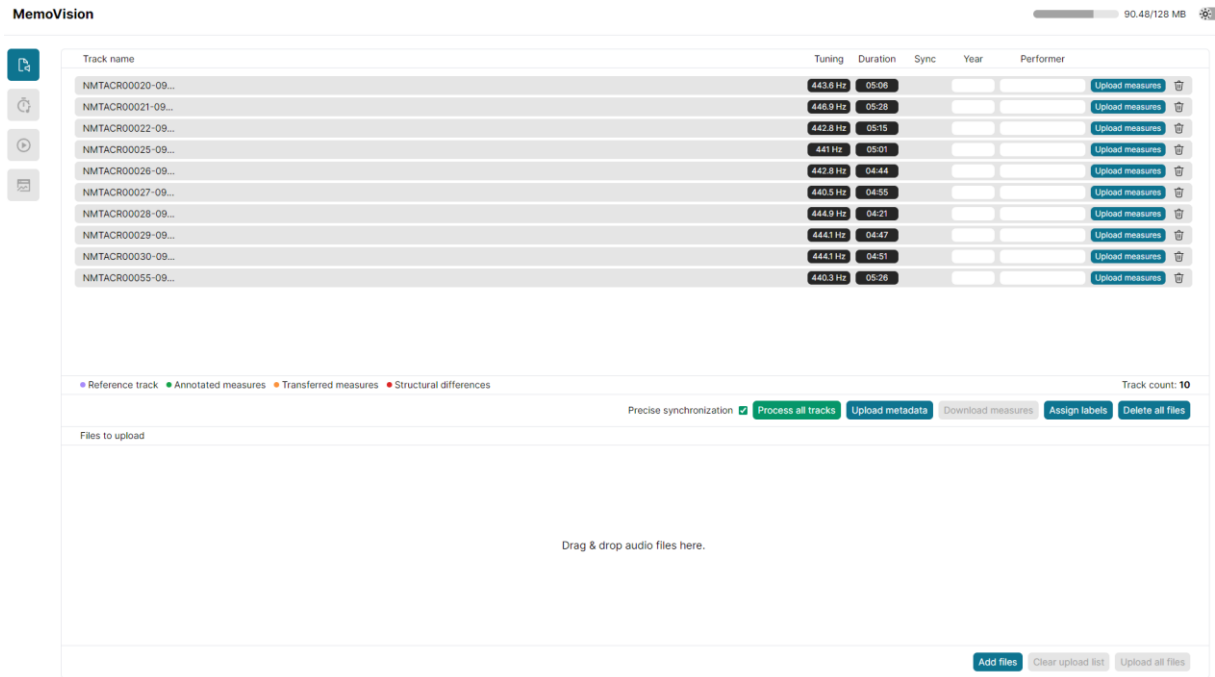 MemoVision 90.48/128 MB
Track name Tuning Duration Sync Year Performer
NMTACR00020-09... 443.6 Hz 05:06 Upload measures
NMTACR00021-09... 446.9 Hz 05:28 Upload measures
NMTACR00022-09... 442.8 Hz 05:15 Upload measures
NMTACR00025-09... 441 Hz 05:01 Upload measures
NMTACR00026-09... 442.8 Hz 04:44 Upload measures
NMTACR00027-09... 440.5 Hz 04:55 Upload measures
NMTACR00028-09... 444.9 Hz 04:21 Upload measures
NMTACR00029-09... 444.1 Hz 04:47 Upload measures
NMTACR00030-09... 444.1 Hz 04:51 Upload measures
NMTACR00055-09... 440.3 Hz 05:26 Upload measures
Reference track Annotated measures Transferred measures Structural differences Track count: 10
Precise synchronization Process all tracks Upload metadata Download measures Assign labels Delete all files
Files to upload
Drag & drop audio files here.
Add files Clear upload list Upload all files